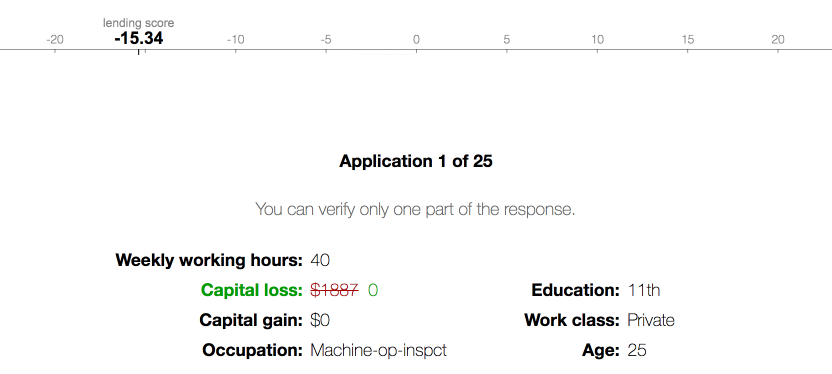 lending score
-15.34
-20 -10 -5 0 5 10 15 20
Application 1 of 25
You can verify only one part of the response.
Weekly working hours: 40
Capital loss: $1887 0 Education: 11th
Capital gain: $0 Work class: Private
Occupation: Machine-op-inspct Age: 25